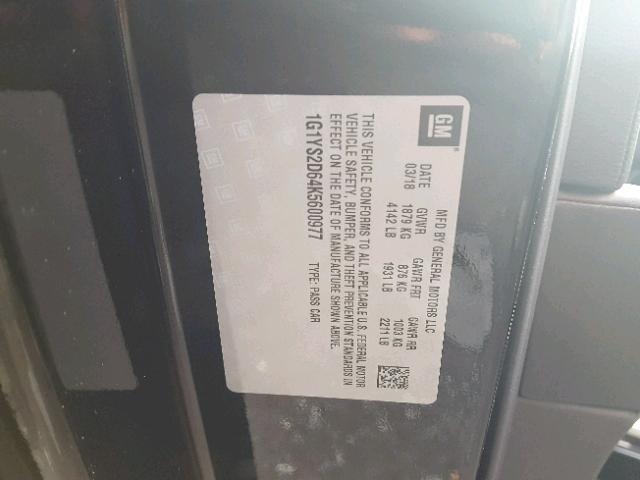 GM
MFD BY GENERAL MOTORS LLC
DATE GVWR GAWR FRT GAWR RR
03/18 1879 KG 876 KG 1003 KG
4142 LB 1931 LB 2211 LB
THIS VEHICLE CONFORMS TO ALL APPLICABLE U.S. FEDERAL MOTOR
VEHICLE SAFETY, BUMPER, AND THEFT PREVENTION STANDARDS IN
EFFECT ON THE DATE OF MANUFACTURE SHOWN ABOVE.
1G1YS2D64K5600977 TYPE: PASS CAR